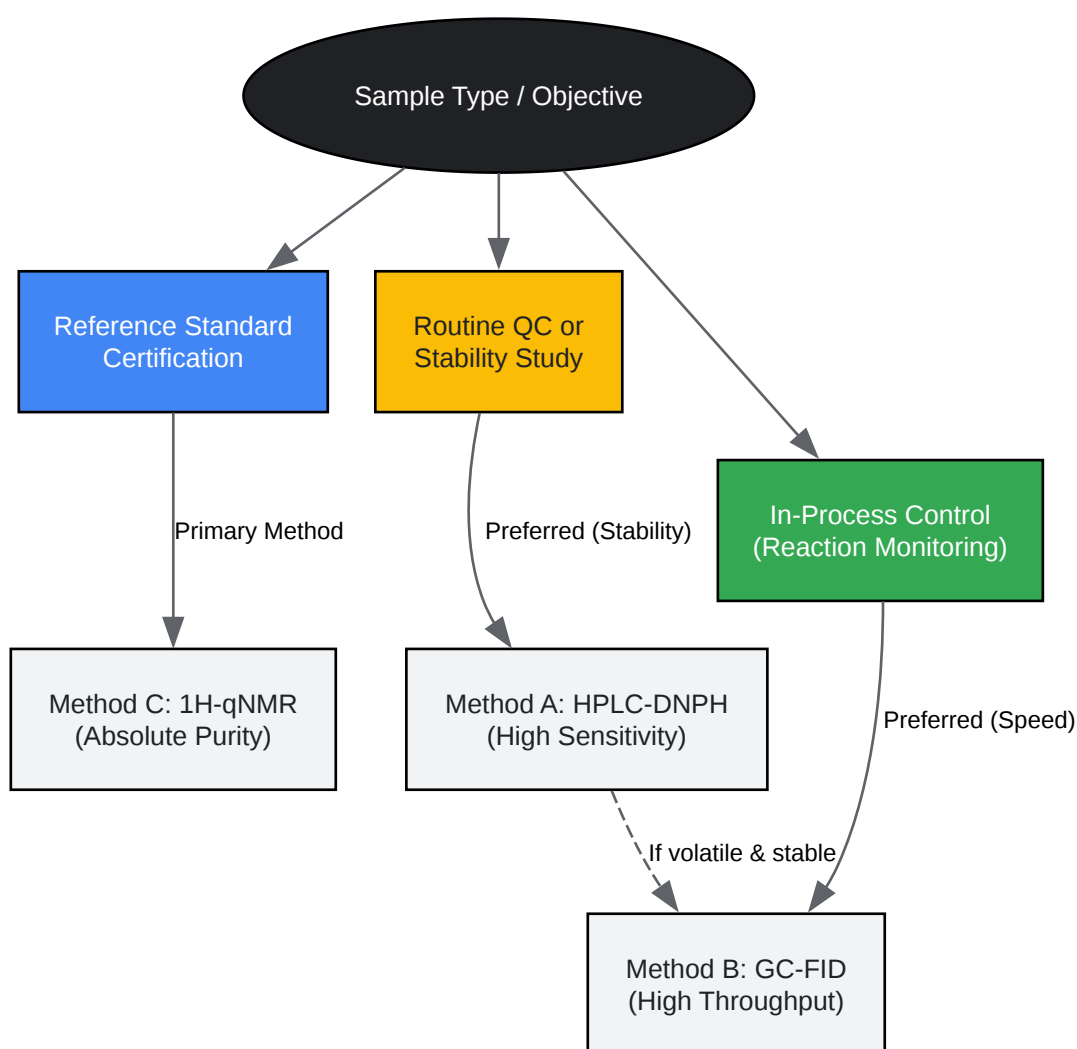 Sample Type / Objective
Reference Standard
Certification
Routine QC or
Stability Study
In-Process Control
(Reaction Monitoring)
Primary Method
Preferred (Stability)
Method C: 1H-qNMR
(Absolute Purity)
Method A: HPLC-DNPH
(High Sensitivity)
Preferred (Speed)
If volatile & stable
Method B: GC-FID
(High Throughput)